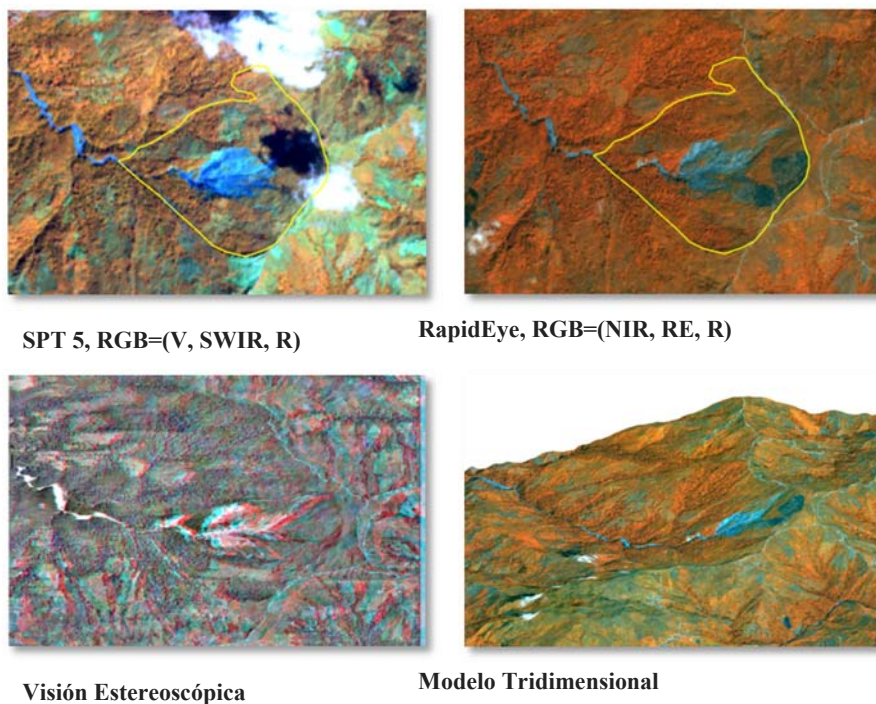 SPT 5, RGB=(V, SWIR, R)
RapidEye, RGB=(NIR, RE, R)
Visión Estereoscópica
Modelo Tridimensional